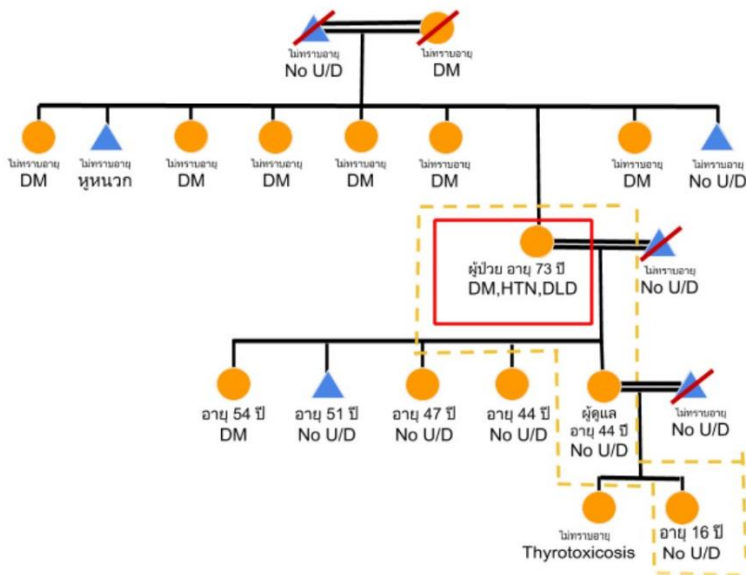 ไม่ทราบอายุ
No U/D
ไม่ทราบอายุ
DM
ไม่ทราบอายุ
DM
ไม่ทราบอายุ
หูหนวก
ไม่ทราบอายุ
DM
ไม่ทราบอายุ
DM
ไม่ทราบอายุ
DM
ไม่ทราบอายุ
DM
ไม่ทราบอายุ
DM
ไม่ทราบอายุ
No U/D
ผู้ป่วย อายุ 73 ปี
DM,HTN,DLD
ไม่ทราบอายุ
No U/D
อายุ 54 ปี
DM
อายุ 51 ปี
No U/D
อายุ 47 ปี
No U/D
อายุ 44 ปี
No U/D
ผู้ดูแล
อายุ 44 ปี
No U/D
ไม่ทราบอายุ
No U/D
ไม่ทราบอายุ
Thyrotoxicosis
อายุ 16 ปี
No U/D